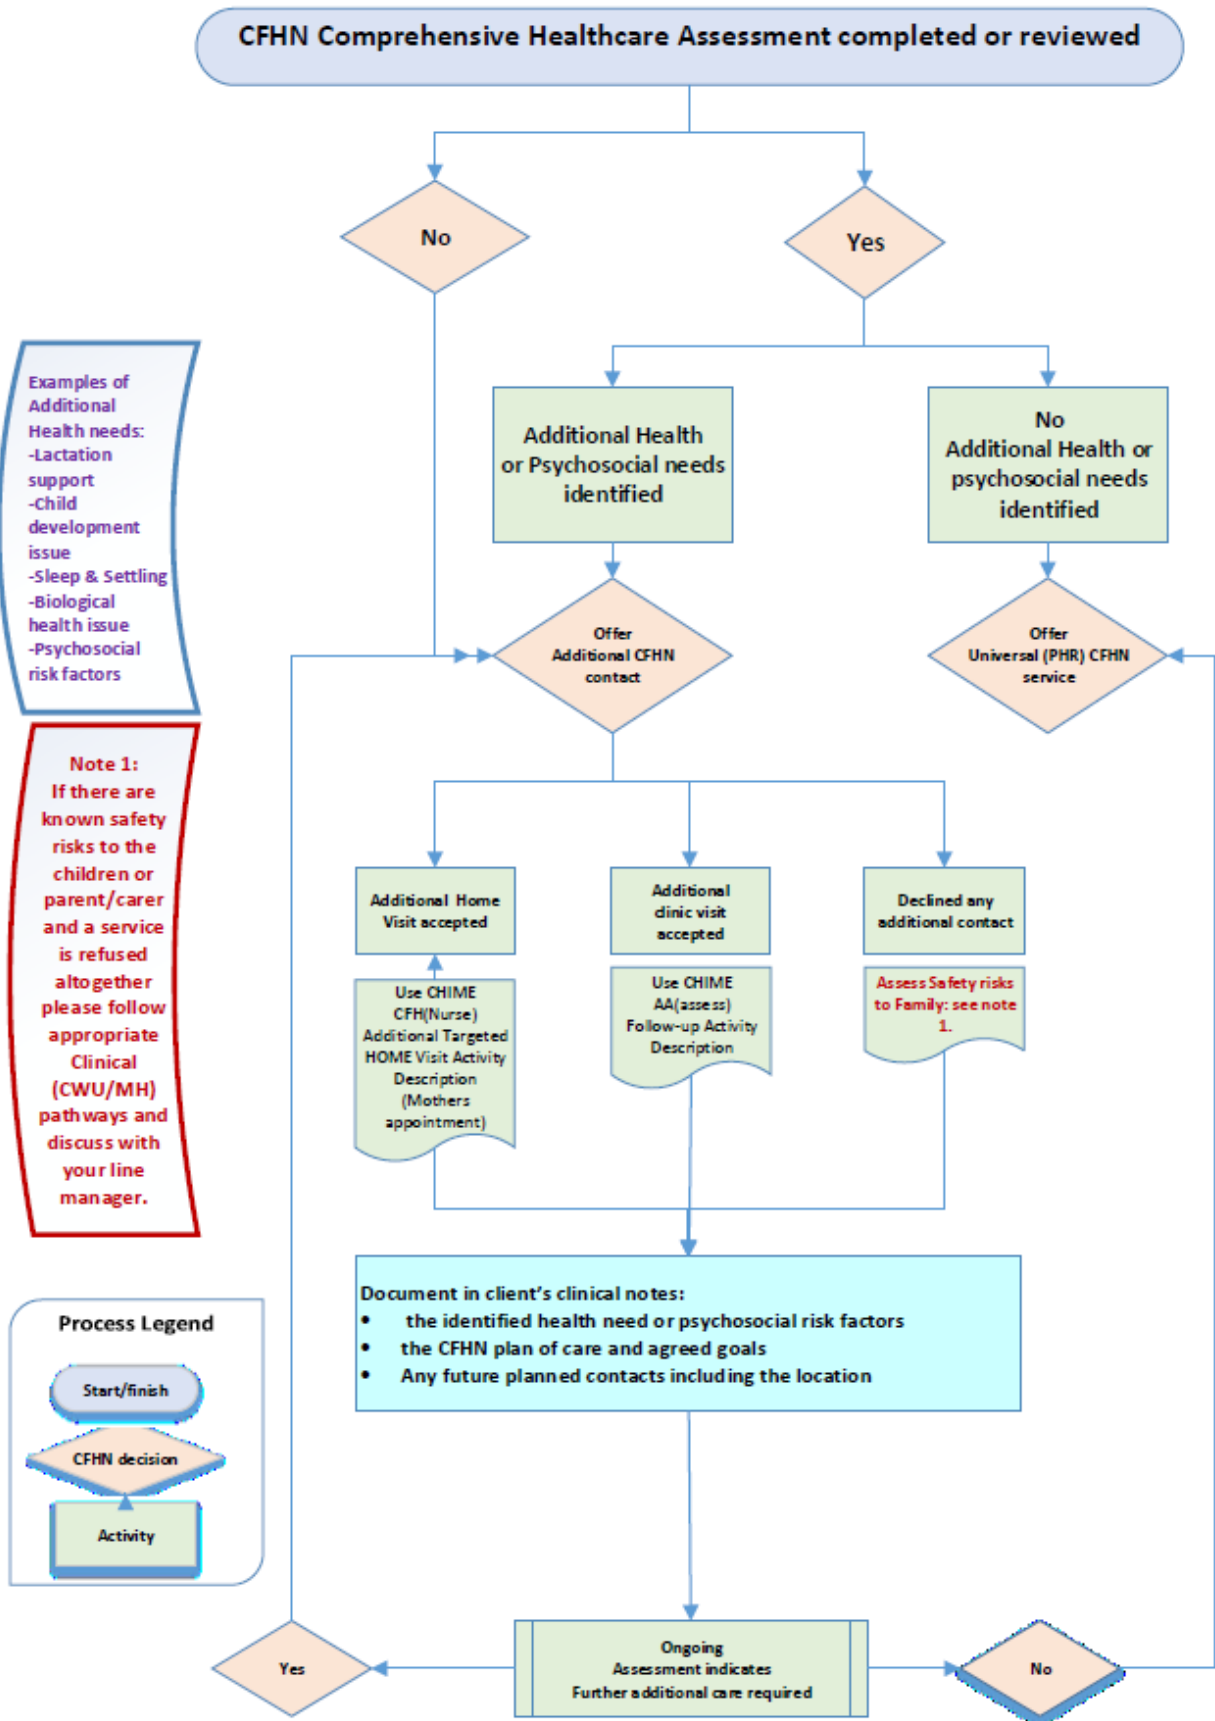 CFHN Comprehensive Healthcare Assessment completed or reviewed
No
Yes
Examples of
Additional
Health needs:
-Lactation
support
-Child
development
issue
-Sleep & Settling
-Biological
health issue
-Psychosocial
risk factors
Additional Health
or Psychosocial needs
identified
No
Additional Health or
psychosocial needs
identified
Offer
Additional CFHN
contact
Offer
Universal (PHR) CFHN
service
Note 1:
If there are
known safety
risks to the
children or
parent/carer
and a service
is refused
altogether
please follow
appropriate
Clinical
(CWU/MH)
pathways and
discuss with
your line
manager.
Additional Home
Visit accepted
Additional
clinic visit
accepted
Declined any
additional contact
Use CHIME
CFH(Nurse)
Additional Targeted
HOME Visit Activity
Description
(Mothers
appointment)
Use CHIME
AA(assess)
Follow-up Activity
Description
Assess Safety risks
to Family: see note
1.
Document in client's clinical notes:
• the identified health need or psychosocial risk factors
• the CFHN plan of care and agreed goals
• Any future planned contacts including the location
Process Legend
Start/finish
CFHN decision
Activity
Yes
Ongoing
Assessment indicates
Further additional care required
No